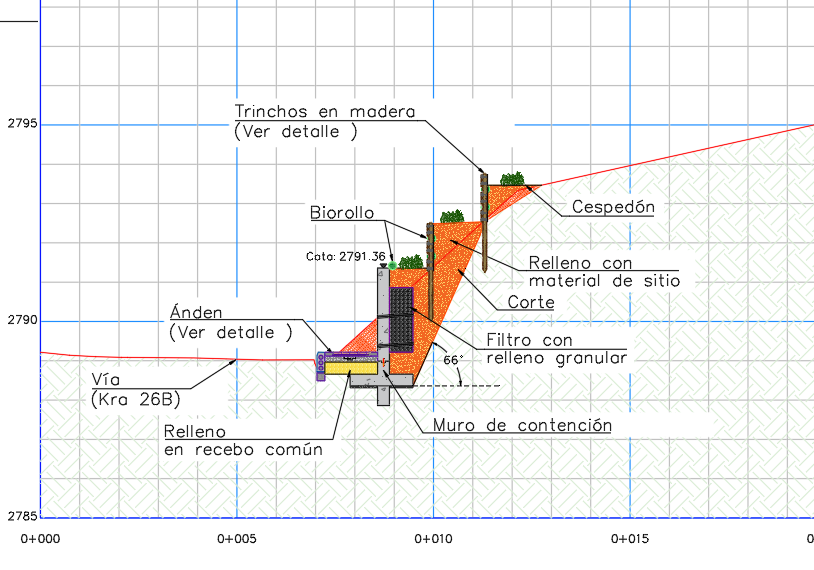 2795
Trinchos en madera
(Ver detalle )
Cespedón
Biorollo
Cota: 2791.36
Relleno con
material de sitio
Corte
2790
Ánden
(Ver detalle )
Filtro con
relleno granular
66°
Vía
(Kra 26B)
Relleno
en recebo común
Muro de contención
2785
0+000
0+005
0+010
0+015
0